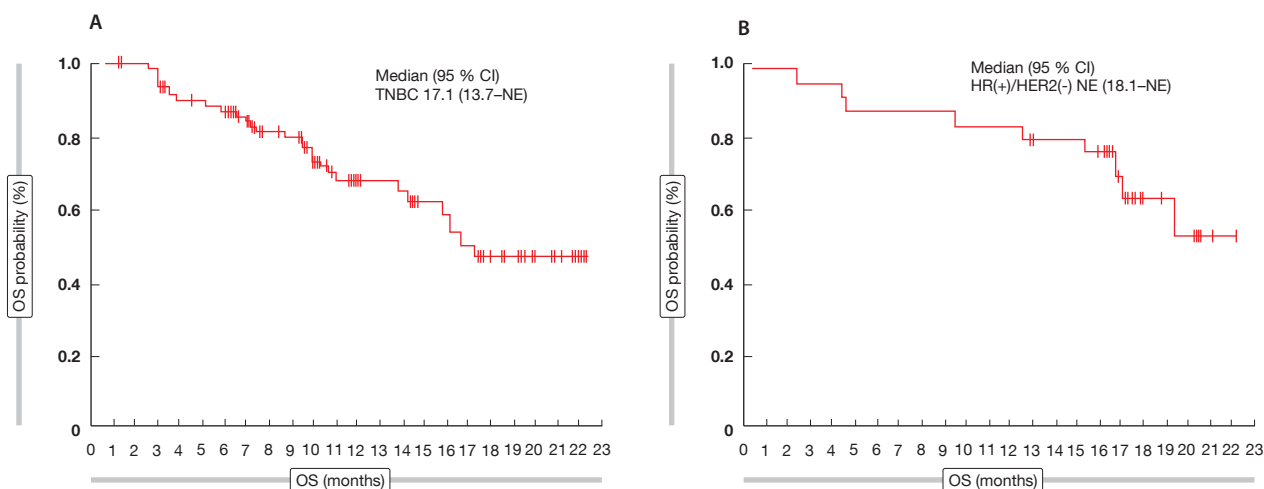 A
Median (95 % CI)
TNBC 17.1 (13.7–NE)
OS probability (%)
1.0
0.8
0.6
0.4
0.2
0
0 1 2 3 4 5 6 7 8 9 10 11 12 13 14 15 16 17 18 19 20 21 22 23
OS (months)
B
Median (95 % CI)
HR(+)/HER2(-) NE (18.1–NE)
OS probability (%)
1.0
0.8
0.6
0.4
0.2
0
0 1 2 3 4 5 6 7 8 9 10 11 12 13 14 15 16 17 18 19 20 21 22 23
OS (months)